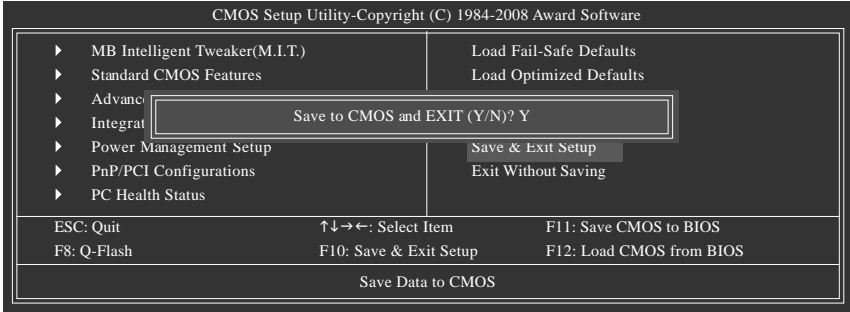 CMOS Setup Utility-Copyright (C) 1984-2008 Award Software
MB Intelligent Tweaker(M.I.T.)
Standard CMOS Features
Power Management Setup
PnP/PCI Configurations
PC Health Status
Load Fail-Safe Defaults
Load Optimized Defaults
Save & Exit Setup
Exit Without Saving
Save to CMOS and EXIT (Y/N)? Y
ESC: Quit ↑↓→←: Select Item F11: Save CMOS to BIOS
F8: Q-Flash F10: Save & Exit Setup F12: Load CMOS from BIOS
Save Data to CMOS